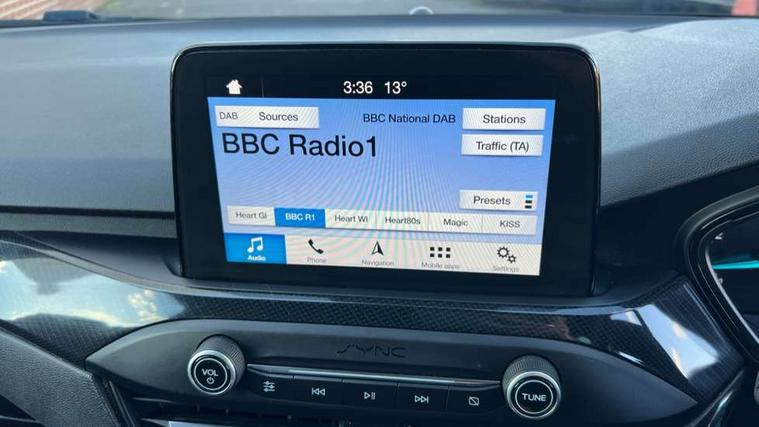 3:36 13°
DAB Sources
BBC National DAB
Stations
BBC Radio1
Traffic (TA)
Presets
Heart Gl
BBC R1
Heart WI
Heart80s
Magic
KISS
Audio
Phone
Navigation
Mobile apps
Settings
SYNC
VOL
TUNE